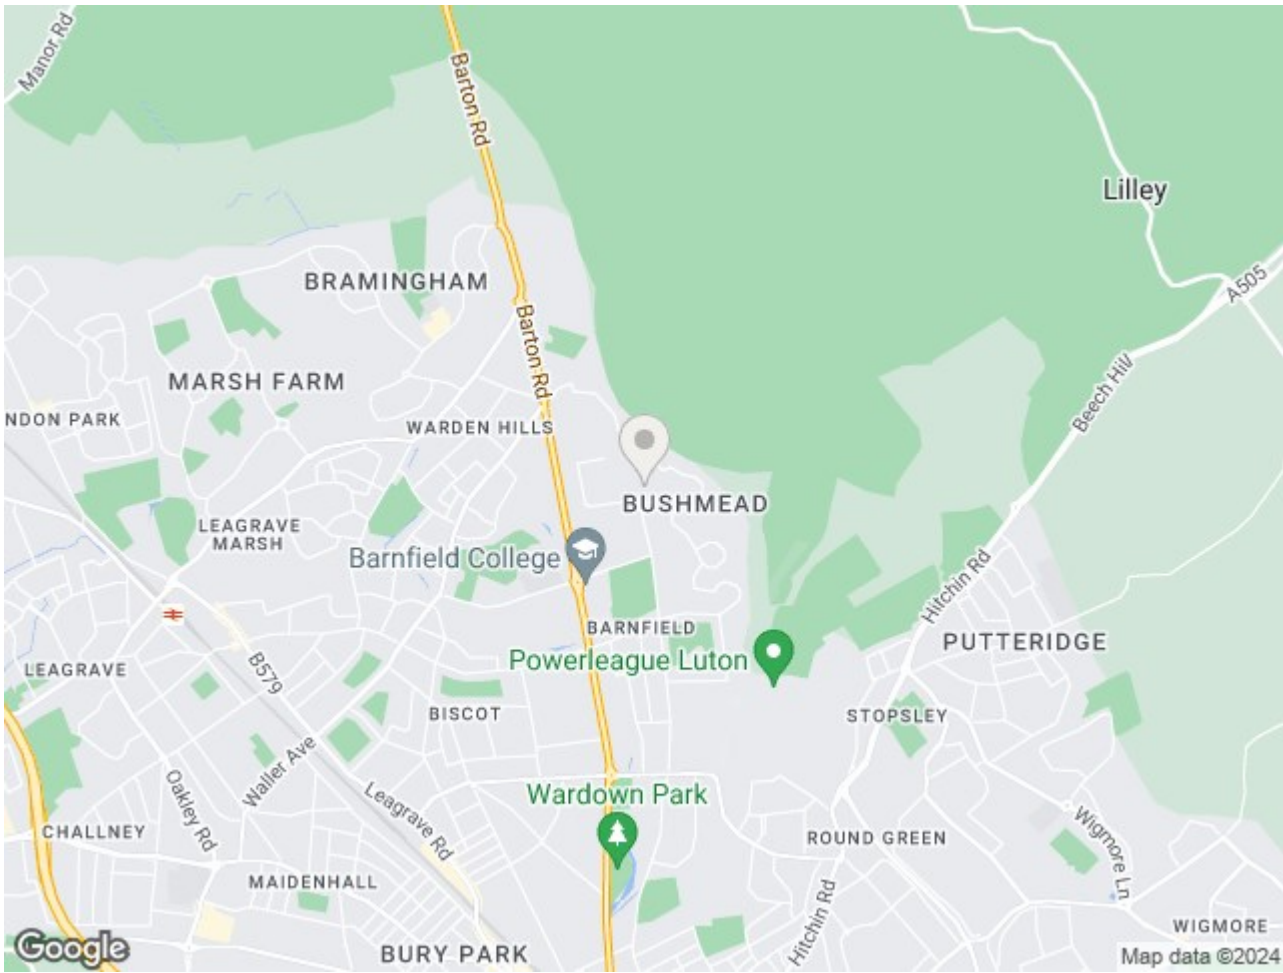 Manor Rd
Barton Rd
Lilley
A505
BRAMINGHAM
Barton Rd
MARSH FARM
Beech Hill
NDON PARK
WARDEN HILLS
BUSHMEAD
LEAGRAVE
MARSH
Barnfield College
Hitchin Rd
BARNFIELD
PUTTERIDGE
Powerleague Luton
LEAGRAVE
B579
BISCOT
STOPSLEY
Waller Ave
Oakley Rd
Leagrave Rd
Wardown Park
CHALLNEY
ROUND GREEN
Wigmore Ln
MAIDENHALL
Hitchin Rd
WIGMORE
BURY PARK
Google
Map data ©2024